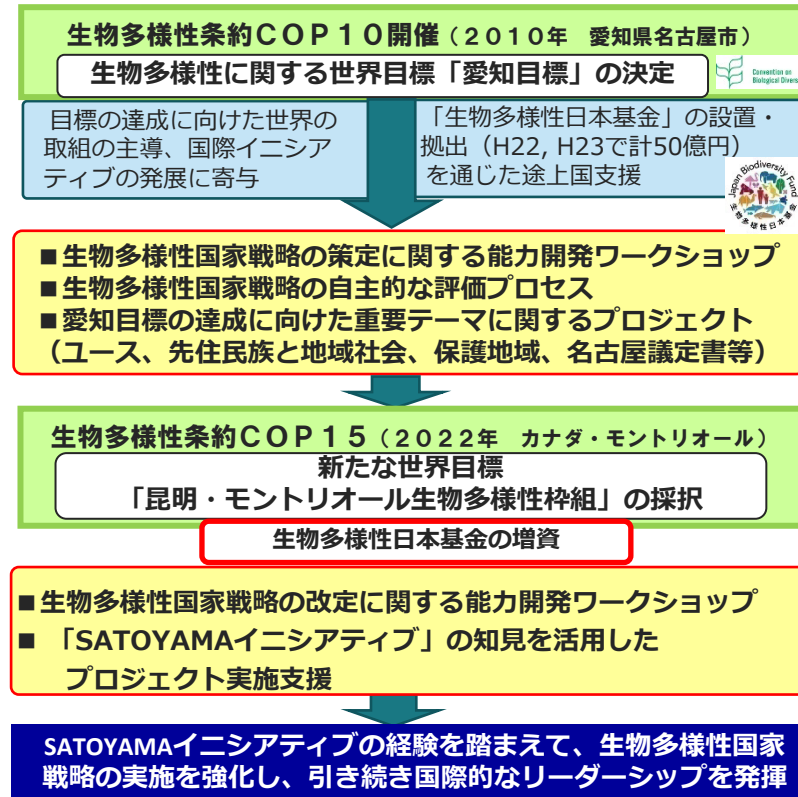 生物多様性条約COP10開催（2010年　愛知県名古屋市）
生物多様性に関する世界目標「愛知目標」の決定
Convention on
Biological Divers
目標の達成に向けた世界の
取組の主導、国際イニシア
ティブの発展に寄与
「生物多様性日本基金」の設置・
拠出（H22, H23で計50億円）
を通じた途上国支援
Japan Biodiversity Fund
生物多様性日本基金
■生物多様性国家戦略の策定に関する能力開発ワークショップ
■生物多様性国家戦略の自主的な評価プロセス
■愛知目標の達成に向けた重要テーマに関するプロジェクト
（ユース、先住民族と地域社会、保護地域、名古屋議定書等）
生物多様性条約COP15（2022年　カナダ・モントリオール）
新たな世界目標
「昆明・モントリオール生物多様性枠組」の採択
生物多様性日本基金の増資
■生物多様性国家戦略の改定に関する能力開発ワークショップ
■「SATOYAMAイニシアティブ」の知見を活用した
プロジェクト実施支援
SATOYAMAイニシアティブの経験を踏まえて、生物多様性国家
戦略の実施を強化し、引き続き国際的なリーダーシップを発揮